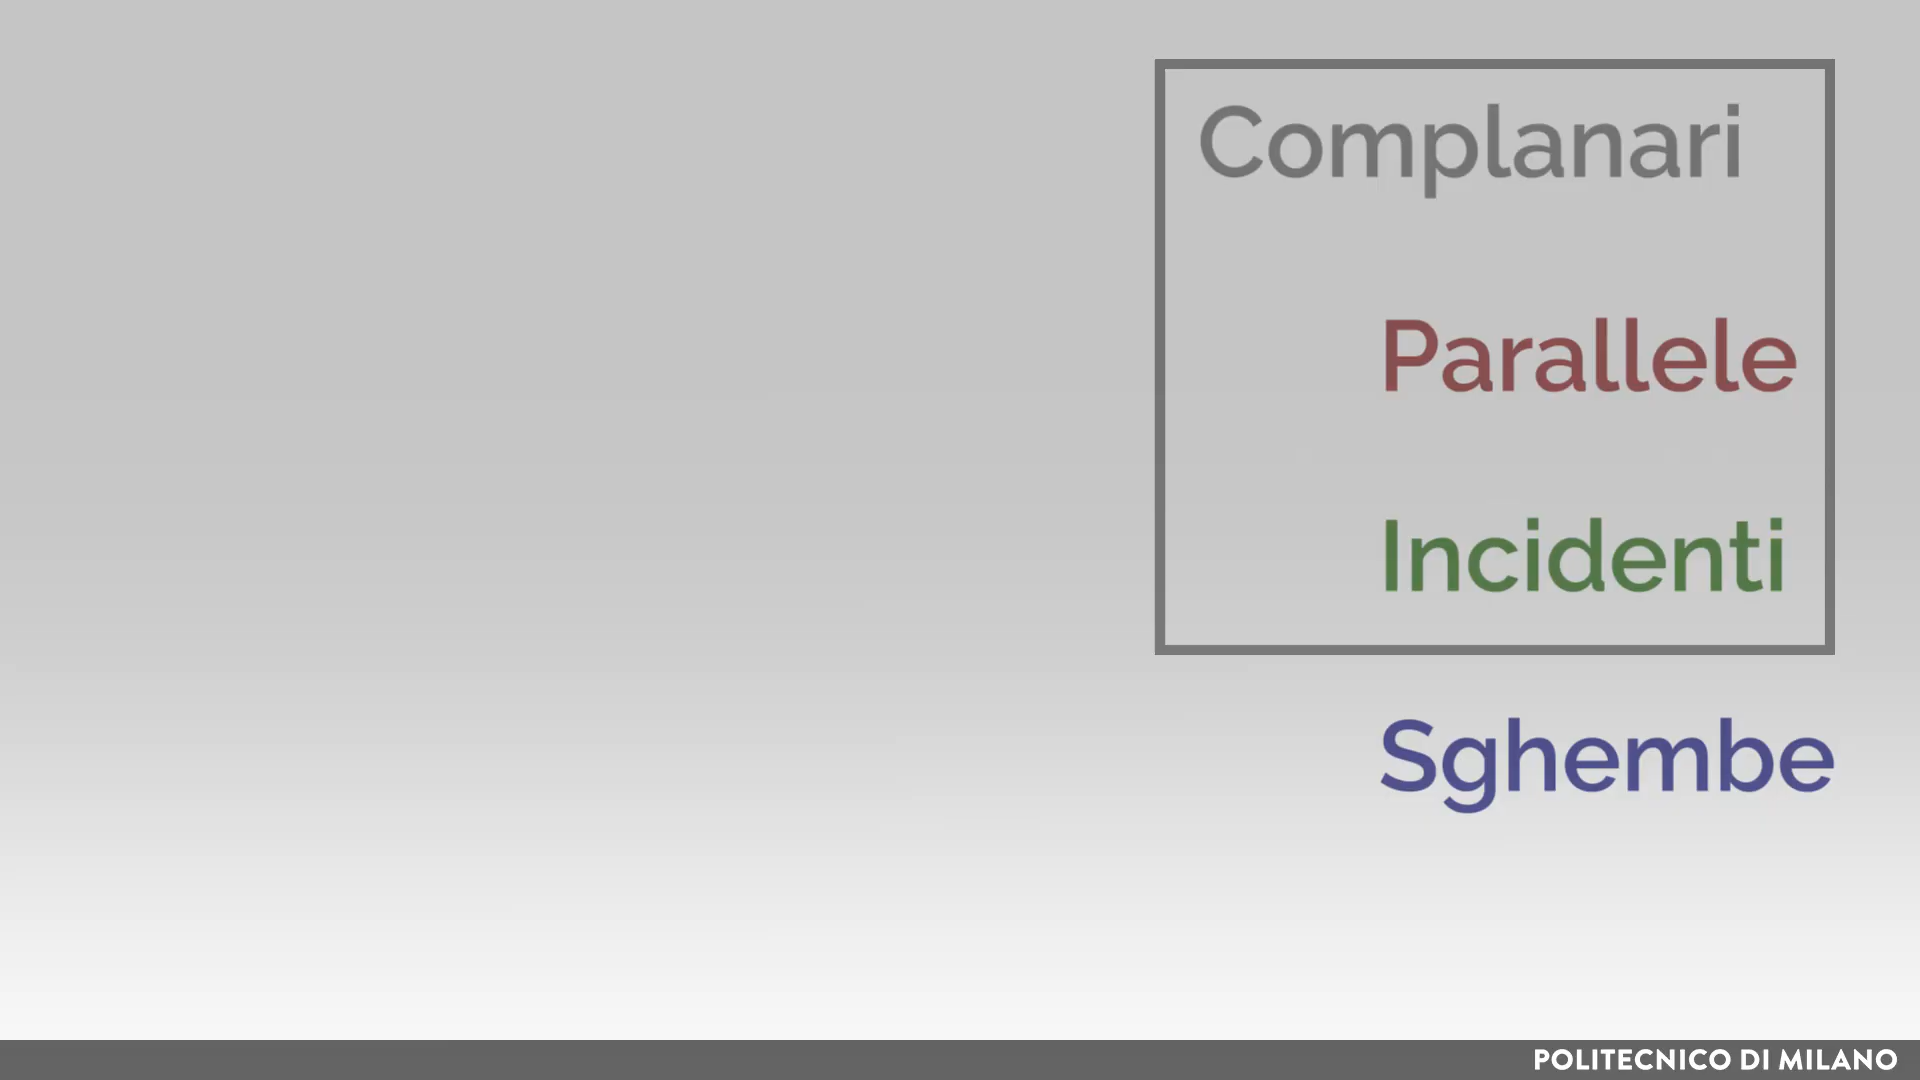 Complanari
Parallele
Incidenti
Sghembe
POLITECNICO DI MILANO